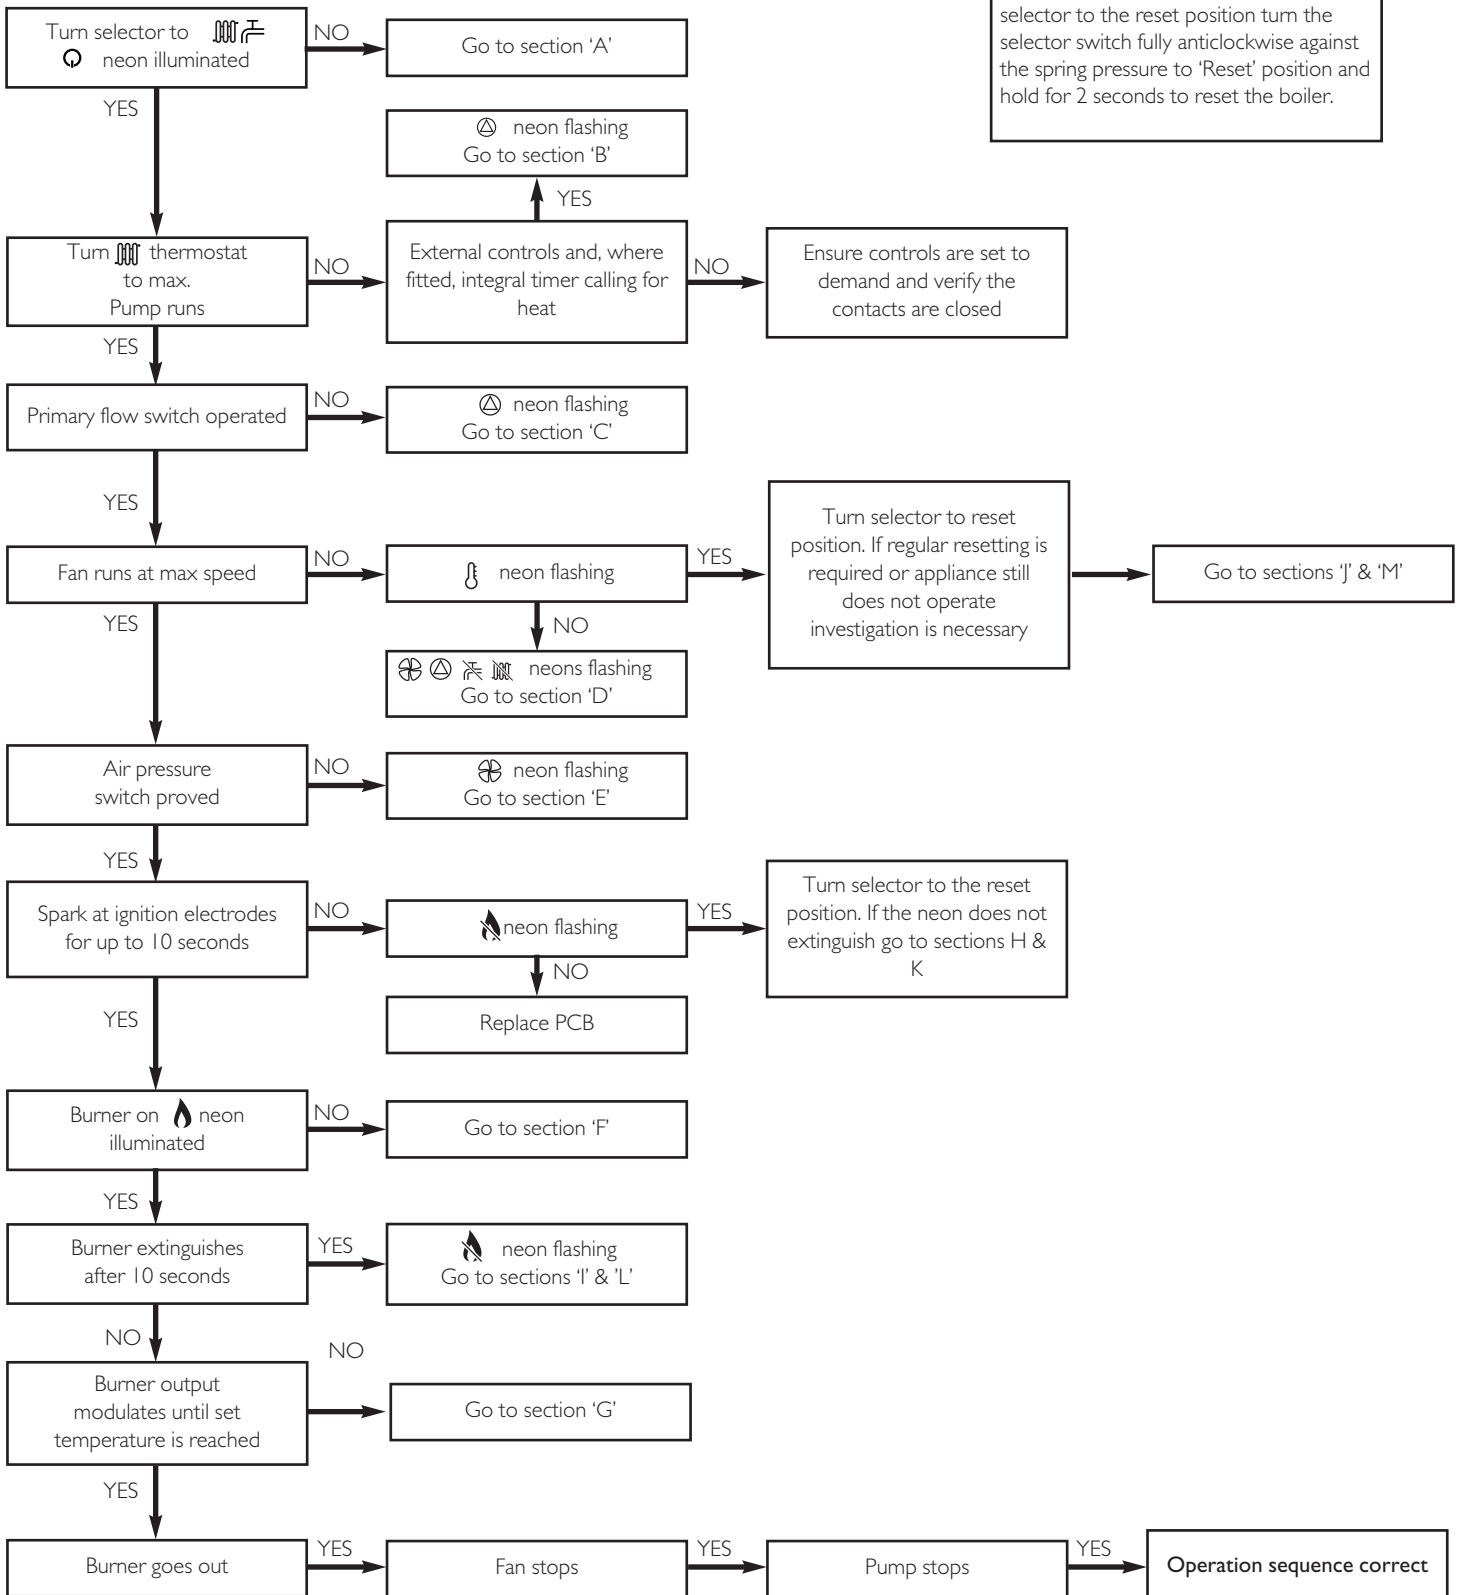 selector to the reset position turn the
selector switch fully anticlockwise against
the spring pressure to ‘Reset’ position and
hold for 2 seconds to reset the boiler.
Turn selector to
neon illuminated
NO
Go to section ‘A’
YES
neon flashing
Go to section ‘B’
YES
Turn thermostat
to max.
Pump runs
NO
External controls and, where
fitted, integral timer calling for
heat
NO
Ensure controls are set to
demand and verify the
contacts are closed
YES
Primary flow switch operated
NO
neon flashing
Go to section ‘C’
YES
Fan runs at max speed
NO
neon flashing
YES
Turn selector to reset
position. If regular resetting is
required or appliance still
does not operate
investigation is necessary
Go to sections ‘J’ & ‘M’
NO
neons flashing
Go to section ‘D’
YES
Air pressure
switch proved
NO
neon flashing
Go to section ‘E’
YES
Spark at ignition electrodes
for up to 10 seconds
NO
neon flashing
YES
Turn selector to the reset
position. If the neon does not
extinguish go to sections H &
K
NO
Replace PCB
YES
Burner on neon
illuminated
NO
Go to section ‘F’
YES
Burner extinguishes
after 10 seconds
YES
neon flashing
Go to sections ‘I’ & ’L’
NO
NO
Burner output
modulates until set
temperature is reached
Go to section ‘G’
YES
Burner goes out
YES
Fan stops
YES
Pump stops
YES
Operation sequence correct